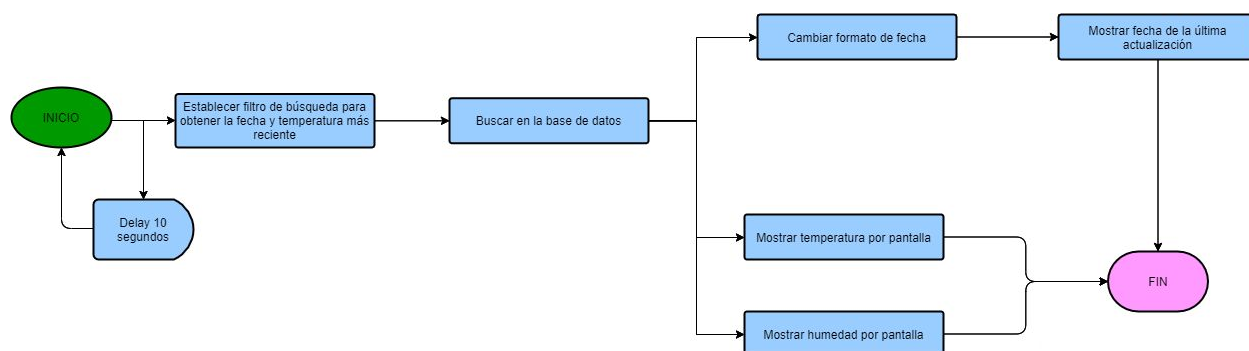 Cambiar formato de fecha
Mostrar fecha de la última
actualización
INICIO
Establecer filtro de búsqueda para
obtener la fecha y temperatura más
reciente
Buscar en la base de datos
Delay 10
segundos
Mostrar temperatura por pantalla
FIN
Mostrar humedad por pantalla